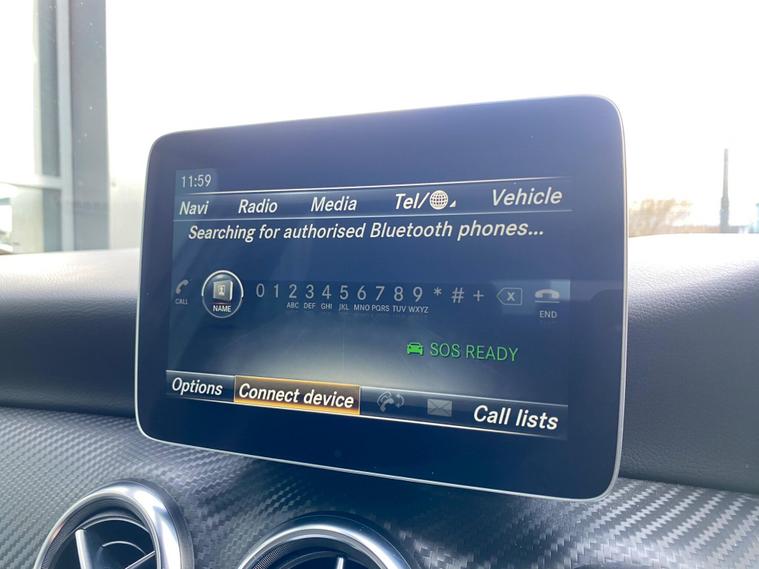 11:59
Navi Radio Media Tel/ Vehicle
Searching for authorised Bluetooth phones...
CALL NAME 0 1 2 3 4 5 6 7 8 9 * # + X END
ABC DEF GHI JKL MNO PQRS TUV WXYZ
SOS READY
Options Connect device Call lists